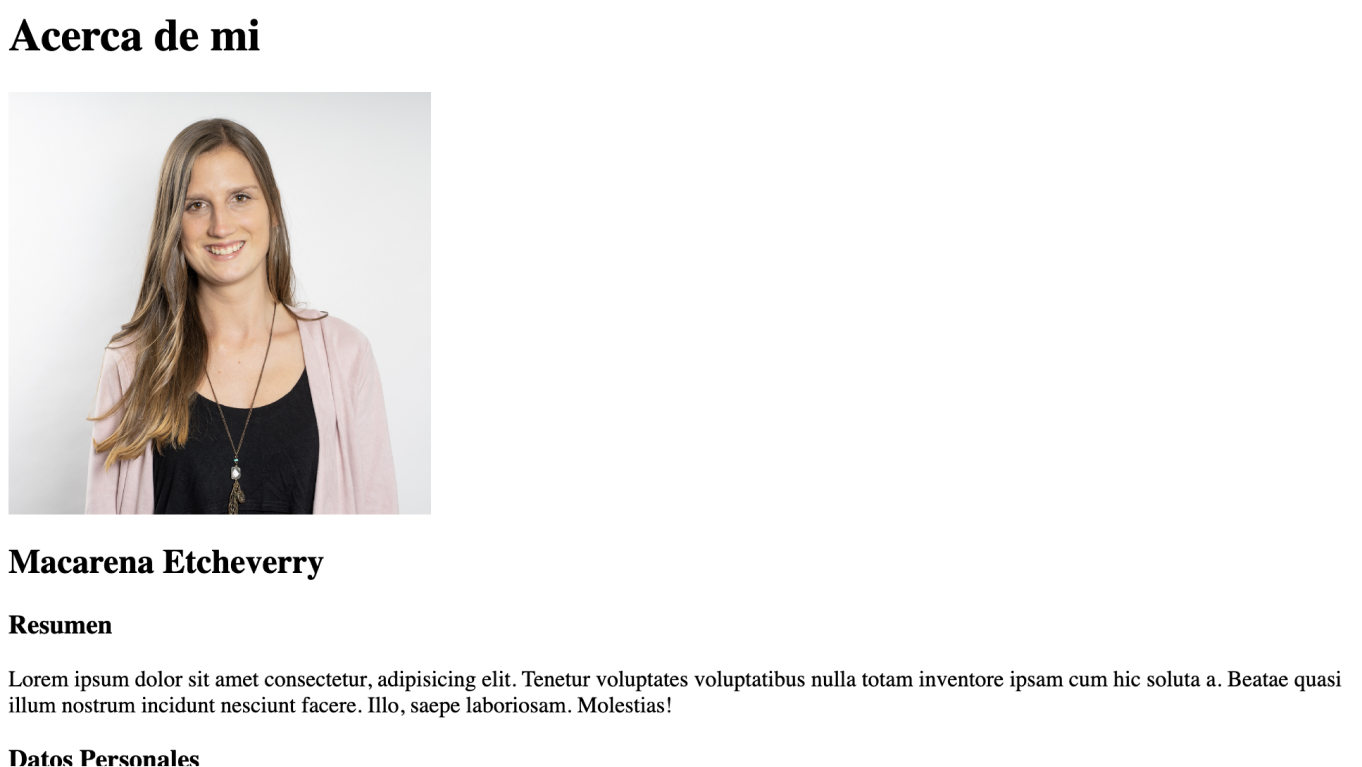 Acerca de mi
Macarena Etcheverry
Resumen
Lorem ipsum dolor sit amet consectetur, adipisicing elit. Tenetur voluptates voluptatibus nulla totam inventore ipsam cum hic soluta a. Beatae quasi
illum nostrum incidunt nesciunt facere. Illo, saepe laboriosam. Molestias!
Datos Personales